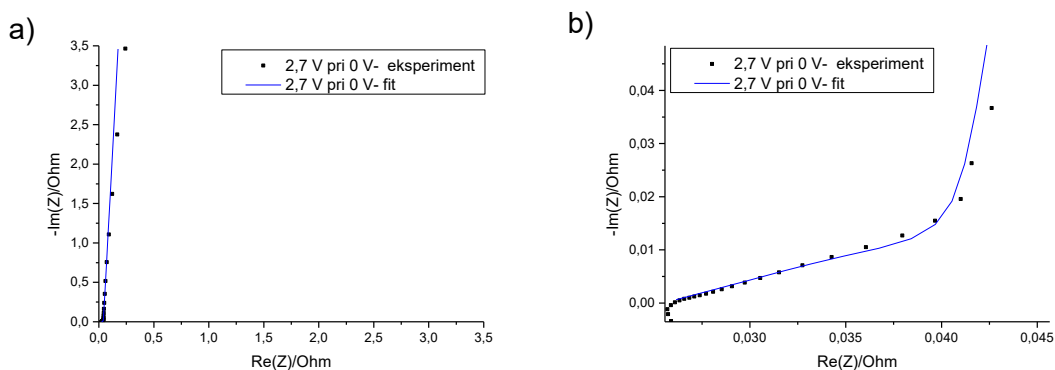 a)
3,5
3,0
2,5
2,0
1,5
1,0
0,5
0,0
-Im(Z)/Ohm
2,7 V pri 0 V-  eksperiment
2,7 V pri 0 V- fit
0,0 0,5 1,0 1,5 2,0 2,5 3,0 3,5
Re(Z)/Ohm
b)
0,04
0,03
0,02
0,01
0,00
-Im(Z)/Ohm
2,7 V pri 0 V-  eksperiment
2,7 V pri 0 V- fit
0,030 0,035 0,040 0,045
Re(Z)/Ohm